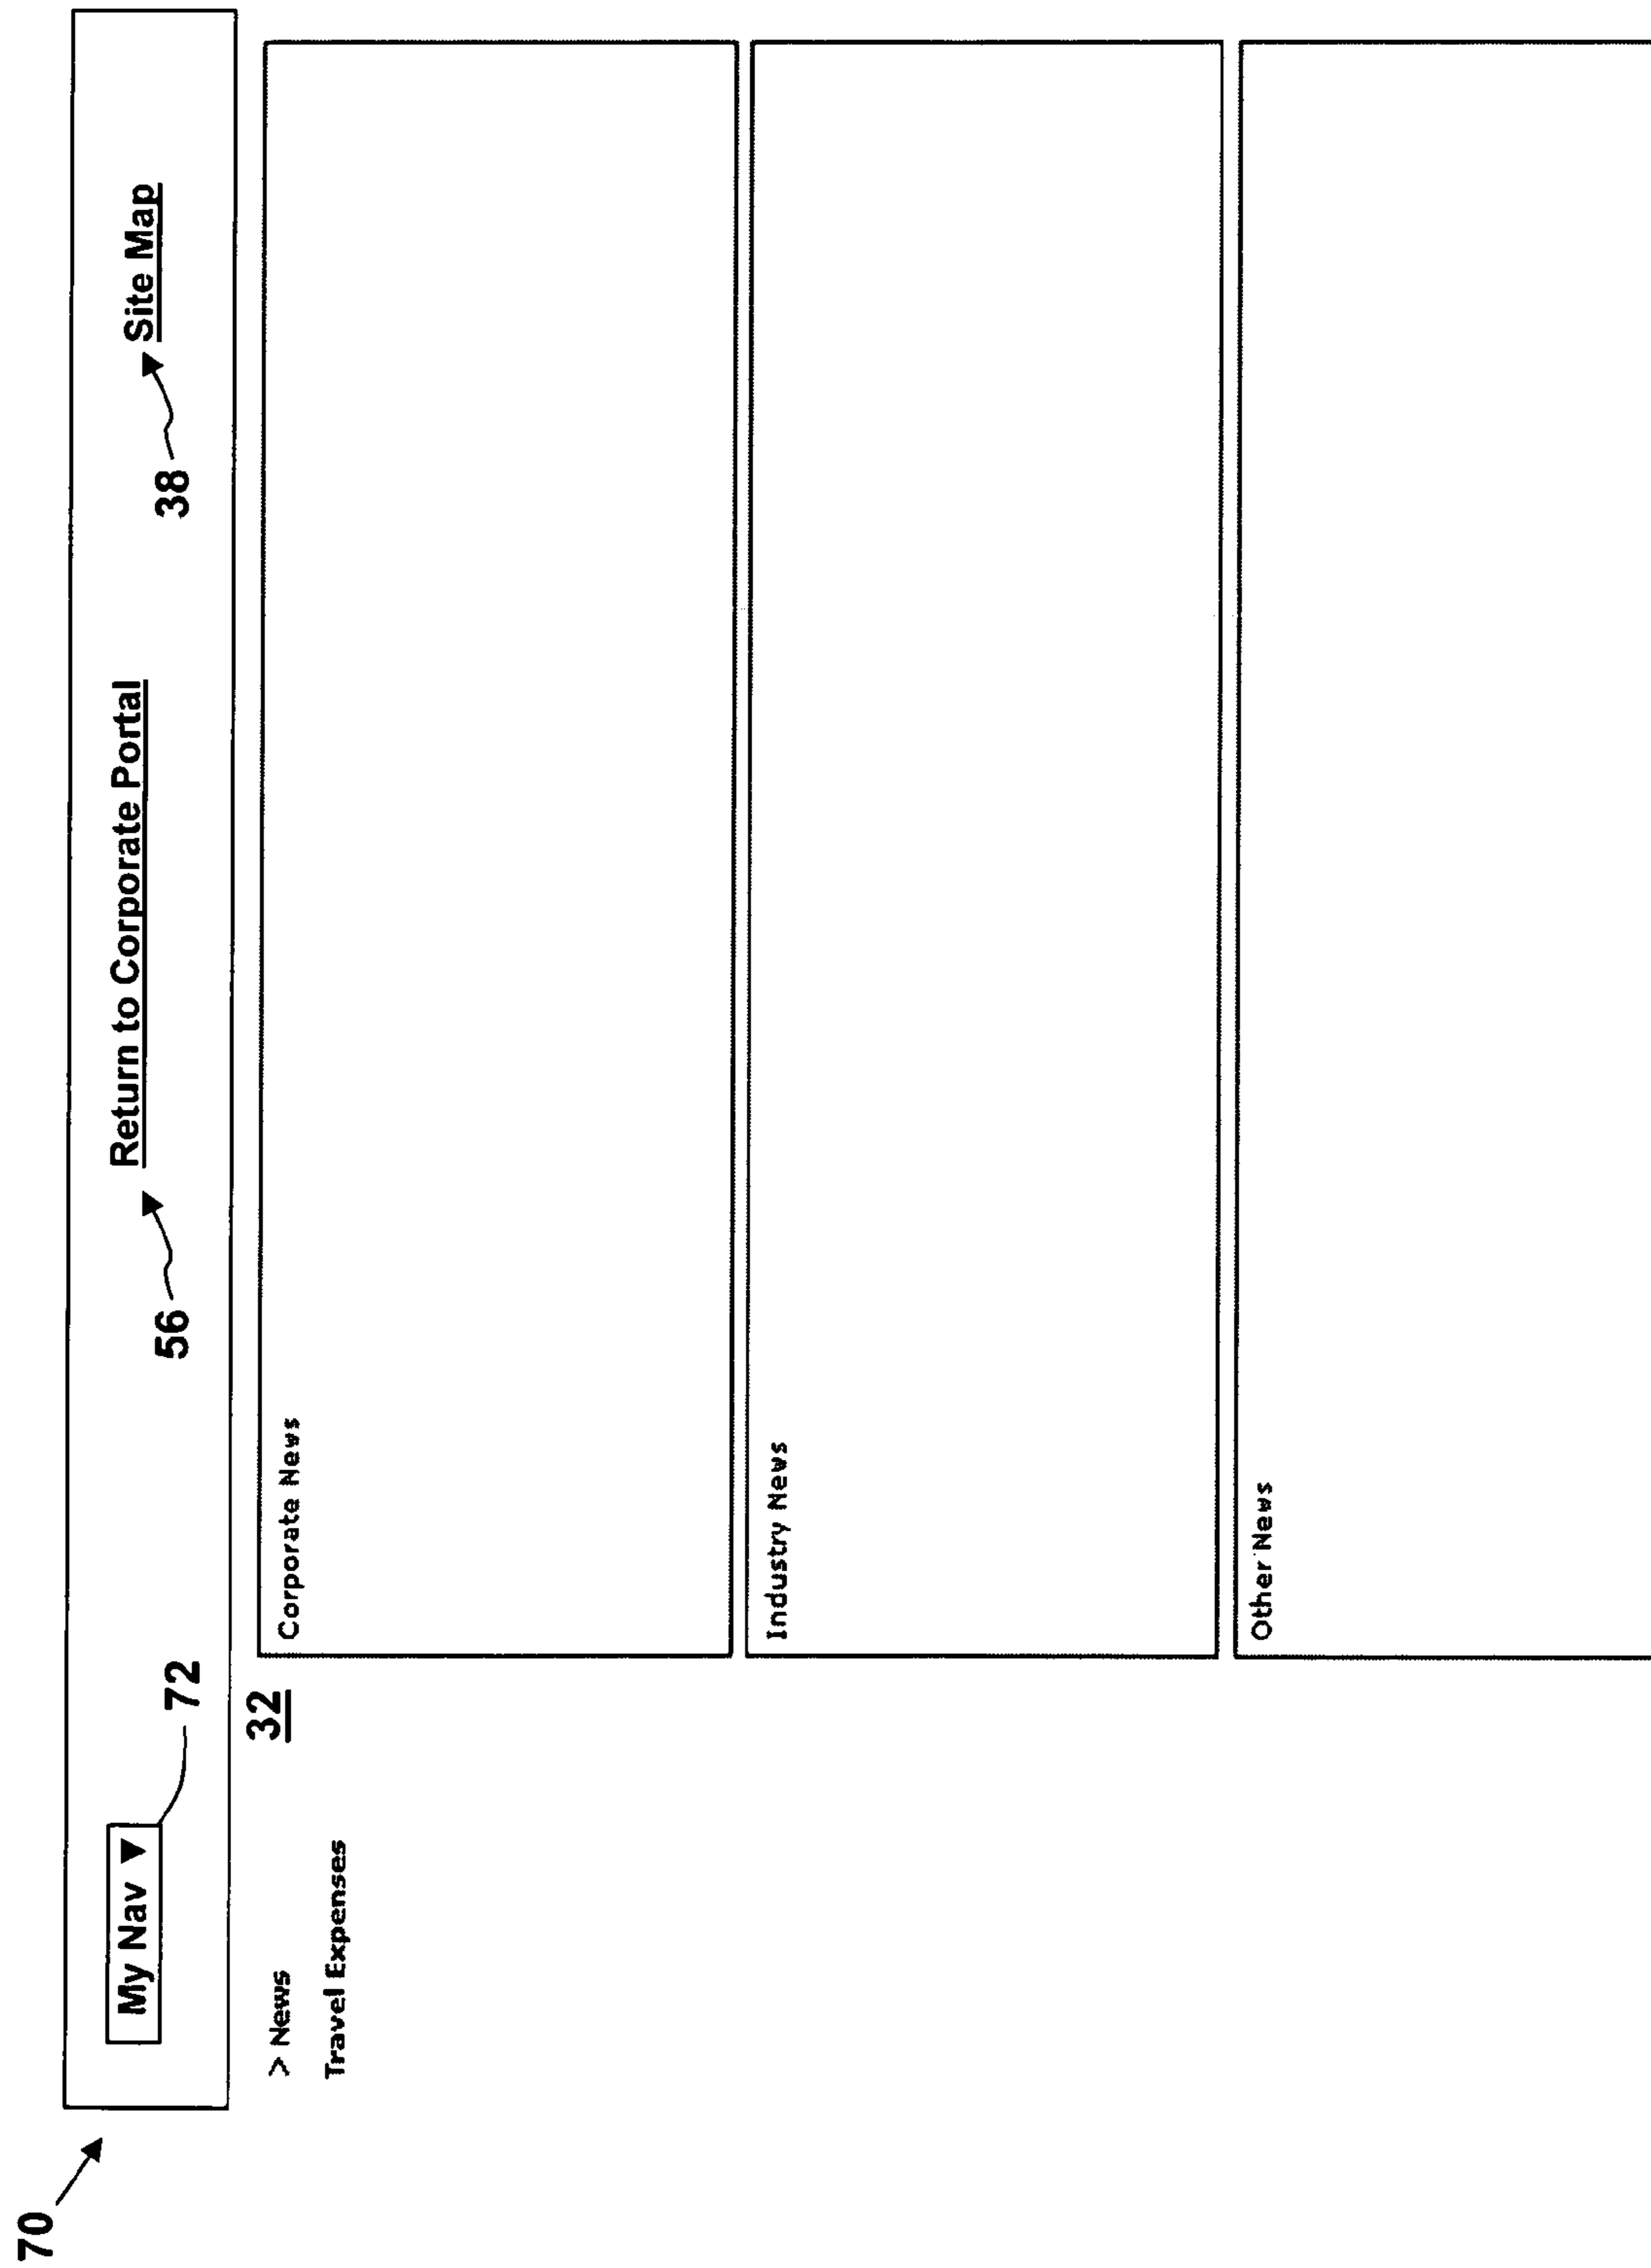 70
My Nav ▼
72
56
Return to Corporate Portal
38
Site Map
> News
Travel Expenses
32
Corporate News
Industry News
Other News